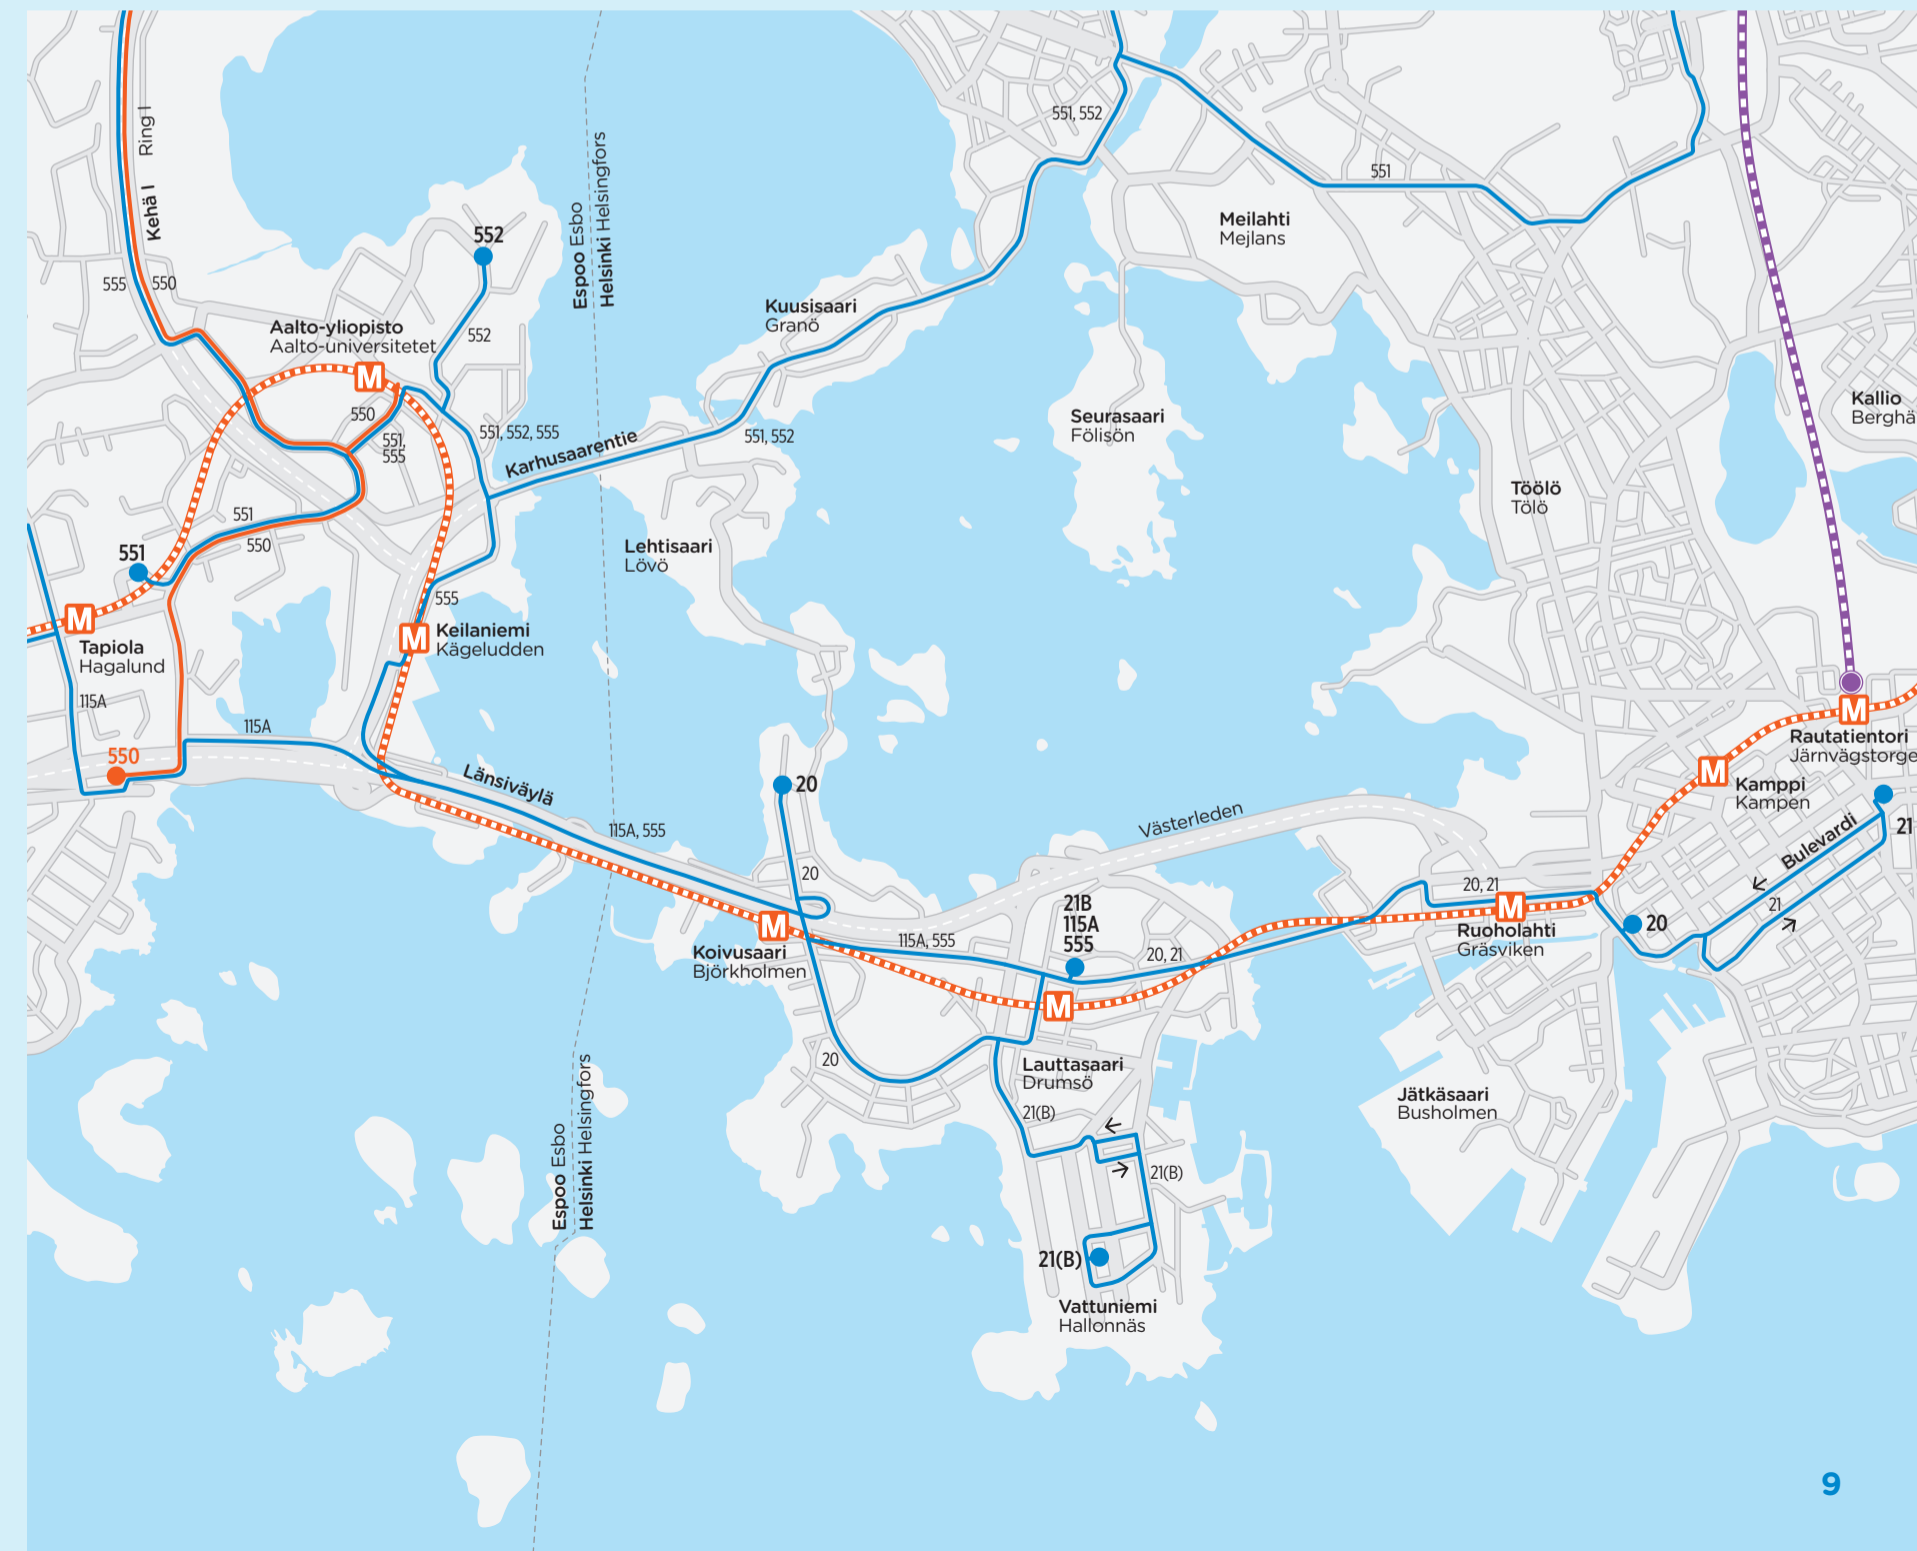 551, 552
Kehä I Ring I
551
Meilahti
Mejlans
552
Espoo Esbo
Helsinki Helsingfors
555
550
Kuusisaari
Granö
Aalto-yliopisto
Aalto-universitetet
552
M
Kallio
Berghä
Seurasaari
Fölisön
550
551,
555
551, 552, 555
Karhusaarentie
551, 552
Töölö
Tölö
551
550
551
Lehtisaari
Lövö
555
M
Tapiola
Hagalund
M
Keilaniemi
Kägeludden
115A
115A
550
M
Rautatientori
Järnvägstorge
M
Kamppi
Kampen
Länsiväylä
20
Västerleden
115A, 555
Bulevardi
21
20
20, 21
21B
115A
555
M
Ruoholahti
Gräsviken
20
21
M
Koivusaari
Björkholmen
115A, 555
20, 21
M
20
Lauttasaari
Drumsö
21(B)
Jätkäsaari
Busholmen
Espoo Esbo
Helsinki Helsingfors
21(B)
21(B)
Vattuniemi
Hallonnäs
9